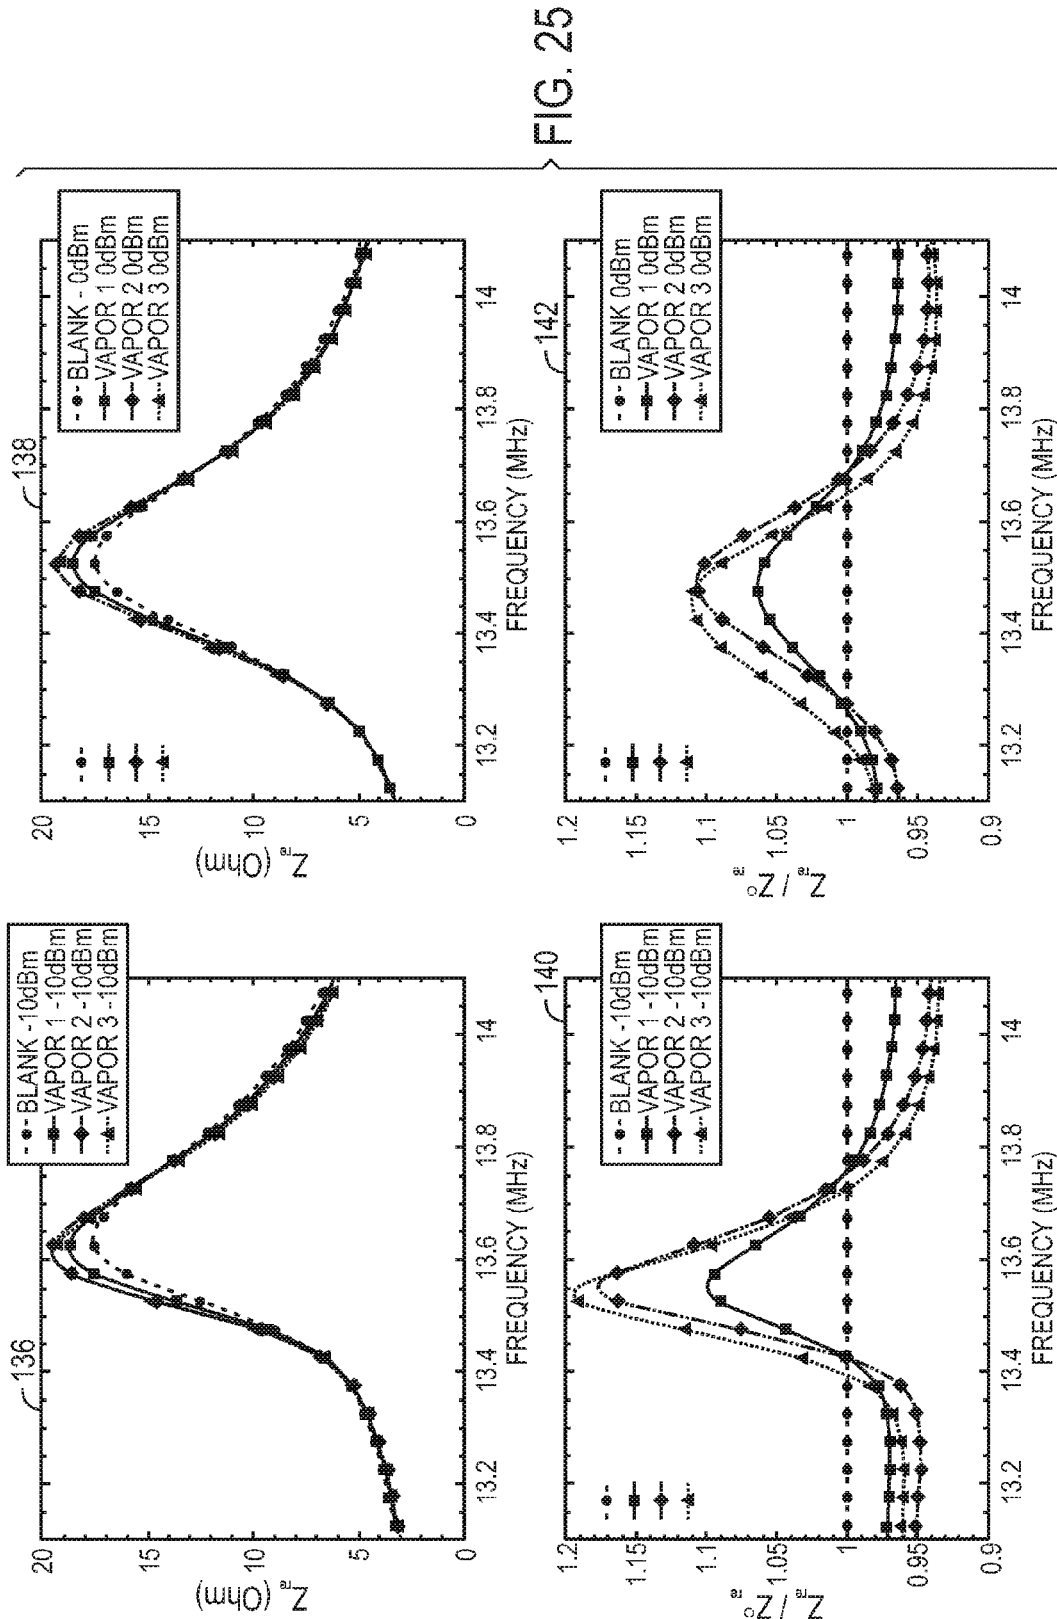 136
20
15
10
5
0
Z_re (Ohm)
BLANK -10dBm
VAPOR 1 -10dBm
VAPOR 2 -10dBm
VAPOR 3 -10dBm
13.2
13.4
13.6
13.8
14
FREQUENCY (MHz)
138
20
15
10
5
0
Z_re (Ohm)
BLANK - 0dBm
VAPOR 1 0dBm
VAPOR 2 0dBm
VAPOR 3 0dBm
13.2
13.4
13.6
13.8
14
FREQUENCY (MHz)
140
1.2
1.15
1.1
1.05
1
0.95
0.9
Z_re / Z°_re
BLANK -10dBm
VAPOR 1 -10dBm
VAPOR 2 -10dBm
VAPOR 3 -10dBm
13.2
13.4
13.6
13.8
14
FREQUENCY (MHz)
142
1.2
1.15
1.1
1.05
1
0.95
0.9
Z_re / Z°_re
BLANK 0dBm
VAPOR 1 0dBm
VAPOR 2 0dBm
VAPOR 3 0dBm
13.2
13.4
13.6
13.8
14
FREQUENCY (MHz)
FIG. 25